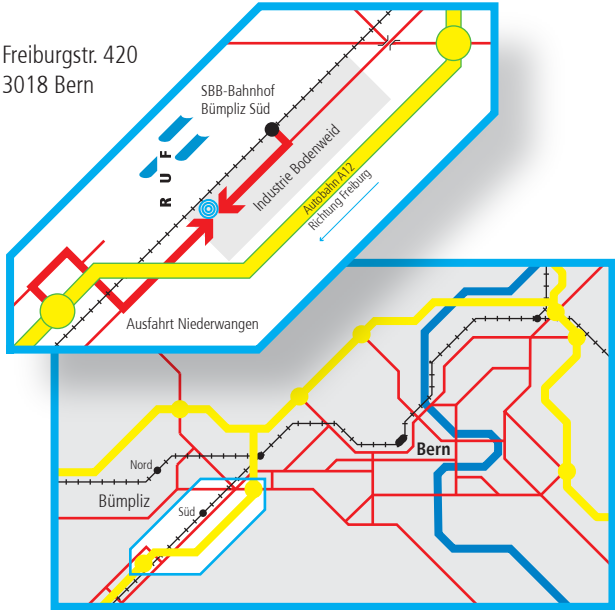 Freiburgstr. 420
3018 Bern
SBB-Bahnhof
Bümpliz Süd
RUF
Industrie Bodenweid
Autobahn A12
Richtung Freiburg
Ausfahrt Niederwangen
Bern
Nord
Bümpliz
Süd